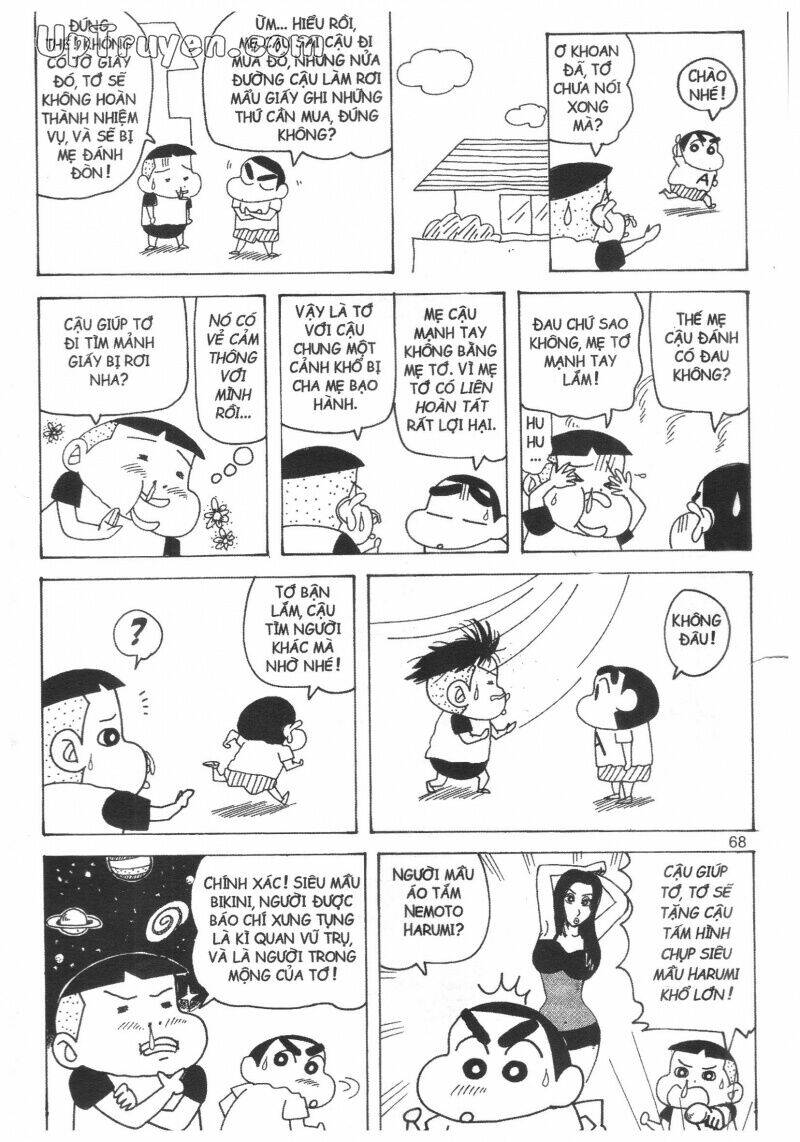 UpTruyen.com
CHÀO
NHÉ!
Ơ KHOAN
ĐÃ, TỚ
CHƯA NÓI
XONG
MÀ?
A
ỪM... HIỂU RỒI,
MẸ CẬU SAI CẬU ĐI
MUA ĐỒ, NHƯNG NỬA
ĐƯỜNG CẬU LÀM RƠI
MẨU GIẤY GHI NHỮNG
THỨ CẦN MUA, ĐÚNG
KHÔNG?
ĐÚNG
THẾ! KHÔNG
CÓ TỜ GIẤY
ĐÓ, TỚ SẼ
KHÔNG HOÀN
THÀNH NHIỆM
VỤ, VÀ SẼ BỊ
MẸ ĐÁNH
ĐÒN!
THẾ MẸ
CẬU ĐÁNH
CÓ ĐAU
KHÔNG?
ĐAU CHỨ SAO
KHÔNG, MẸ TỚ
MẠNH TAY
LẮM!
HU
HU
...
MẸ CẬU
MẠNH TAY
KHÔNG BẰNG
MẸ TỚ. VÌ MẸ
TỚ CÓ LIÊN
HOÀN TÁT
RẤT LỢI HẠI.
VẬY LÀ TỚ
VỚI CẬU
CHUNG MỘT
CẢNH KHỔ BỊ
CHA MẸ BẠO
HÀNH.
NÓ CÓ
VẺ CẢM
THÔNG
VỚI
MÌNH
RỒI...
CẬU GIÚP TỚ
ĐI TÌM MẢNH
GIẤY BỊ RƠI
NHA?
KHÔNG
ĐÂU!
A
TỚ BẬN
LẮM, CẬU
TÌM NGƯỜI
KHÁC MÀ
NHỜ NHÉ!
?
68
CẬU GIÚP
TỚ, TỚ SẼ
TẶNG CẬU
TẤM HÌNH
CHỤP SIÊU
MẪU HARUMI
KHỔ LỚN!
NGƯỜI MẪU
ÁO TẮM
NEMOTO
HARUMI?
CHÍNH XÁC! SIÊU MẪU
BIKINI, NGƯỜI ĐƯỢC
BÁO CHÍ XƯNG TỤNG
LÀ KÌ QUAN VŨ TRỤ,
VÀ LÀ NGƯỜI TRONG
MỘNG CỦA TỚ!